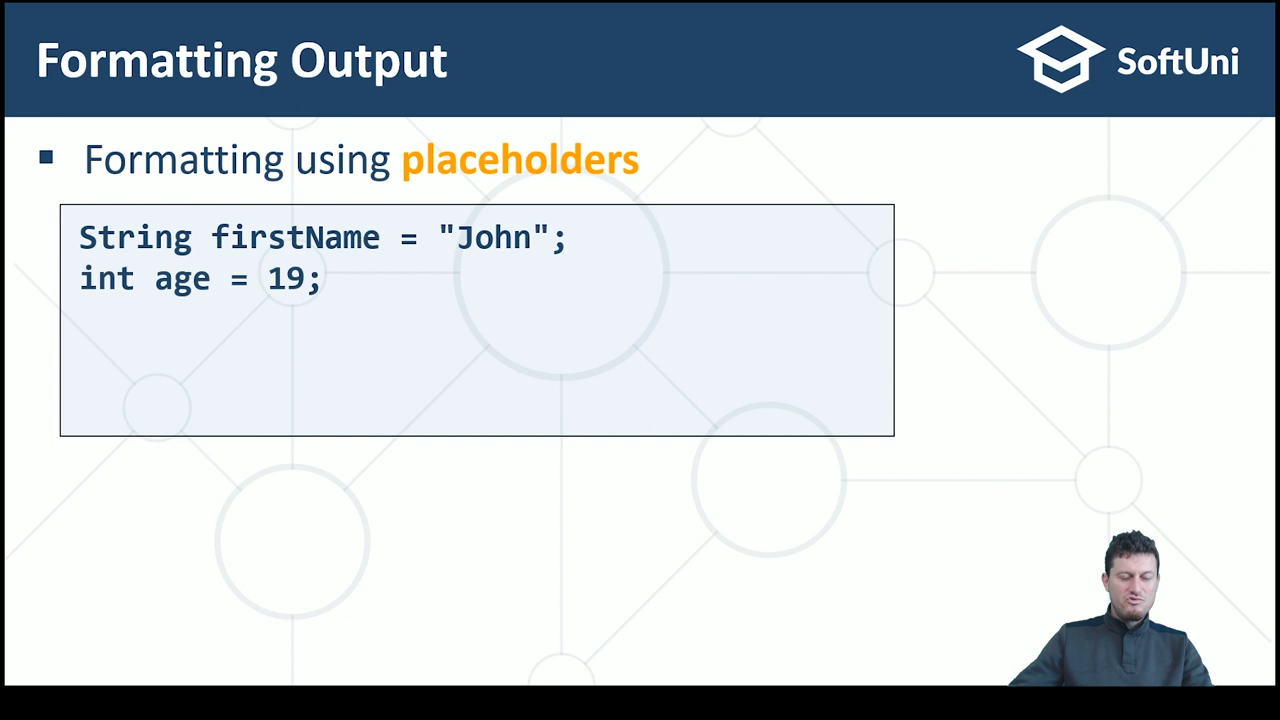 Formatting Output
SoftUni
▪ Formatting using placeholders
String firstName = "John";
int age = 19;